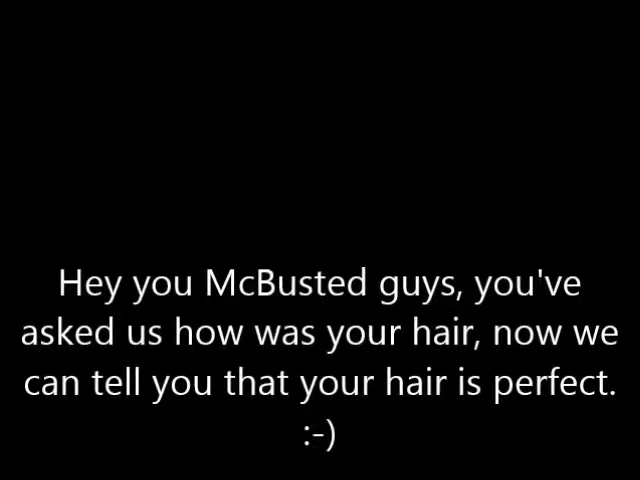 Hey you McBusted guys, you've
asked us how was your hair, now we
can tell you that your hair is perfect.
:-)